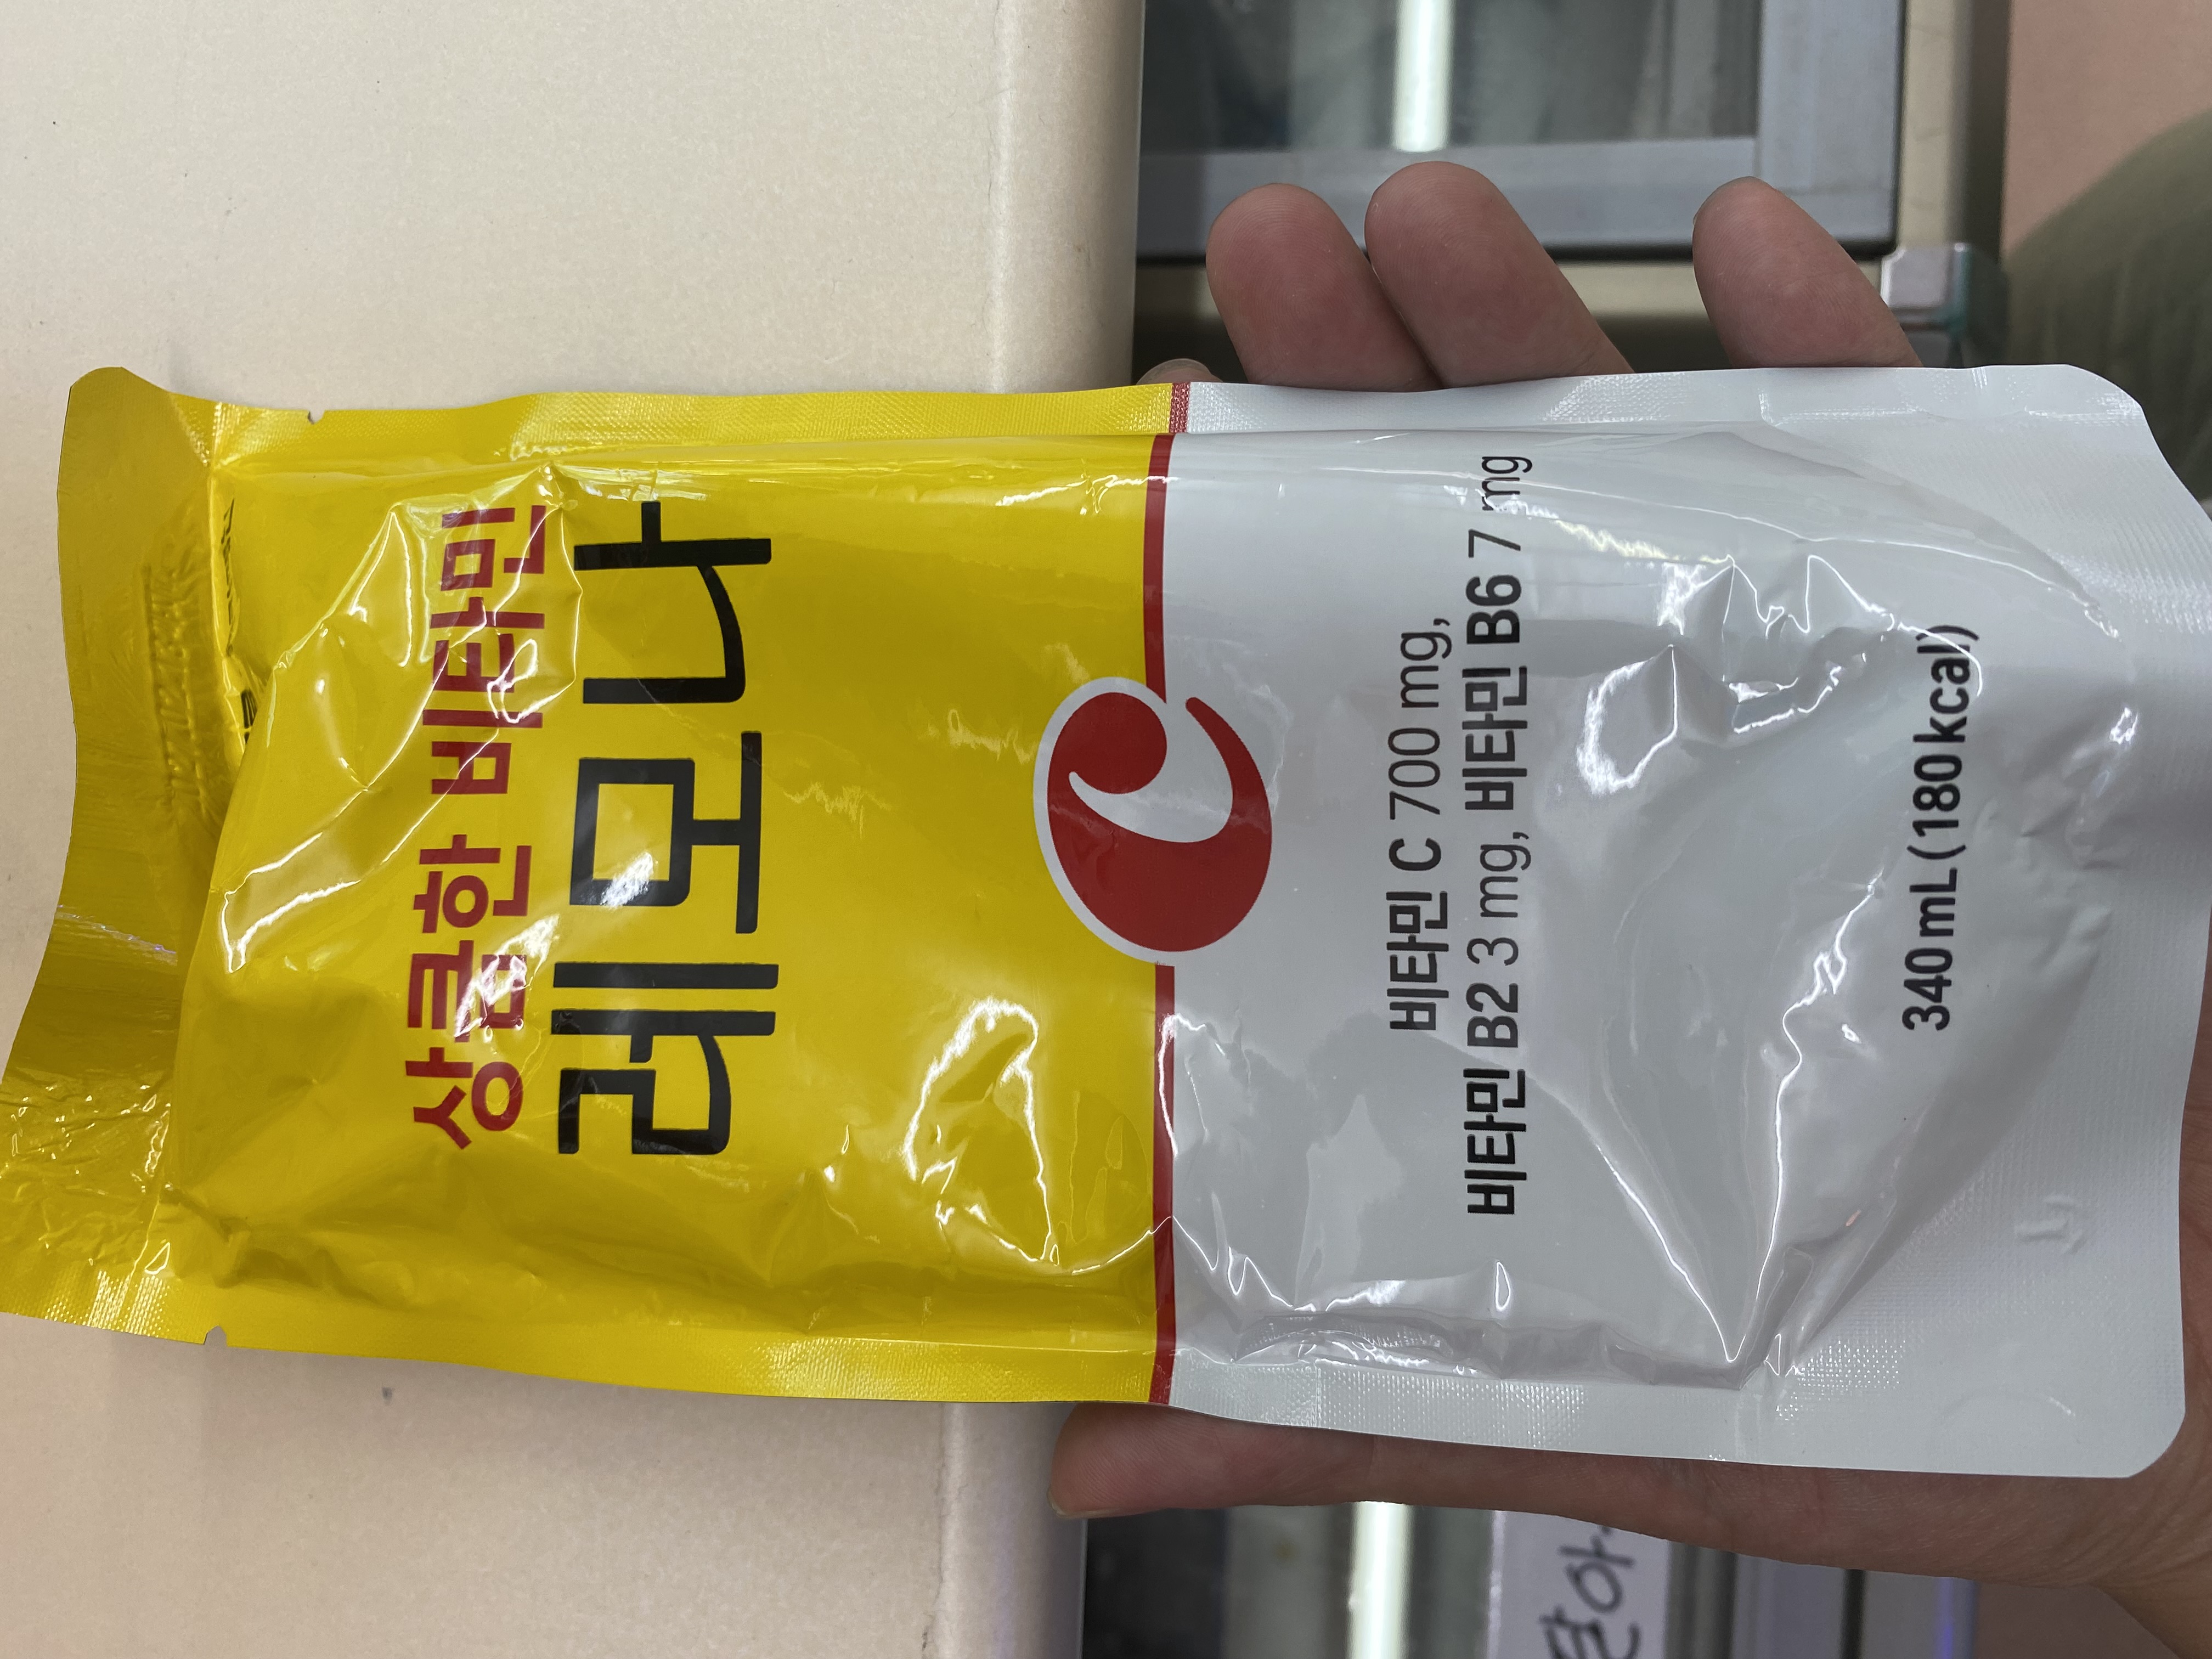 상큼한 비타민
레모나
비타민 C 700 mg,
비타민 B2 3 mg, 비타민 B6 7 mg
340 mL (180 kcal)